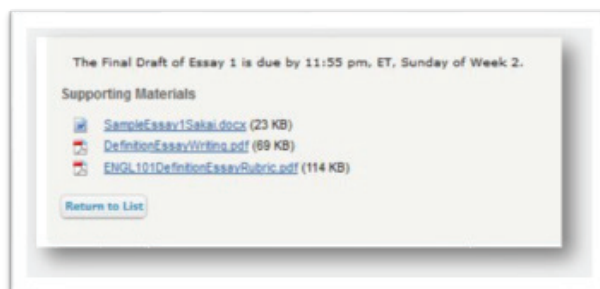 The Final Draft of Essay 1 is due by 11:55 pm, ET, Sunday of Week 2.
Supporting Materials
SampleEssay1Sakai.docx (23 KB)
DefinitionEssayWriting.pdf (69 KB)
ENGL101DefinitionEssayRubric.pdf (114 KB)
Return to List